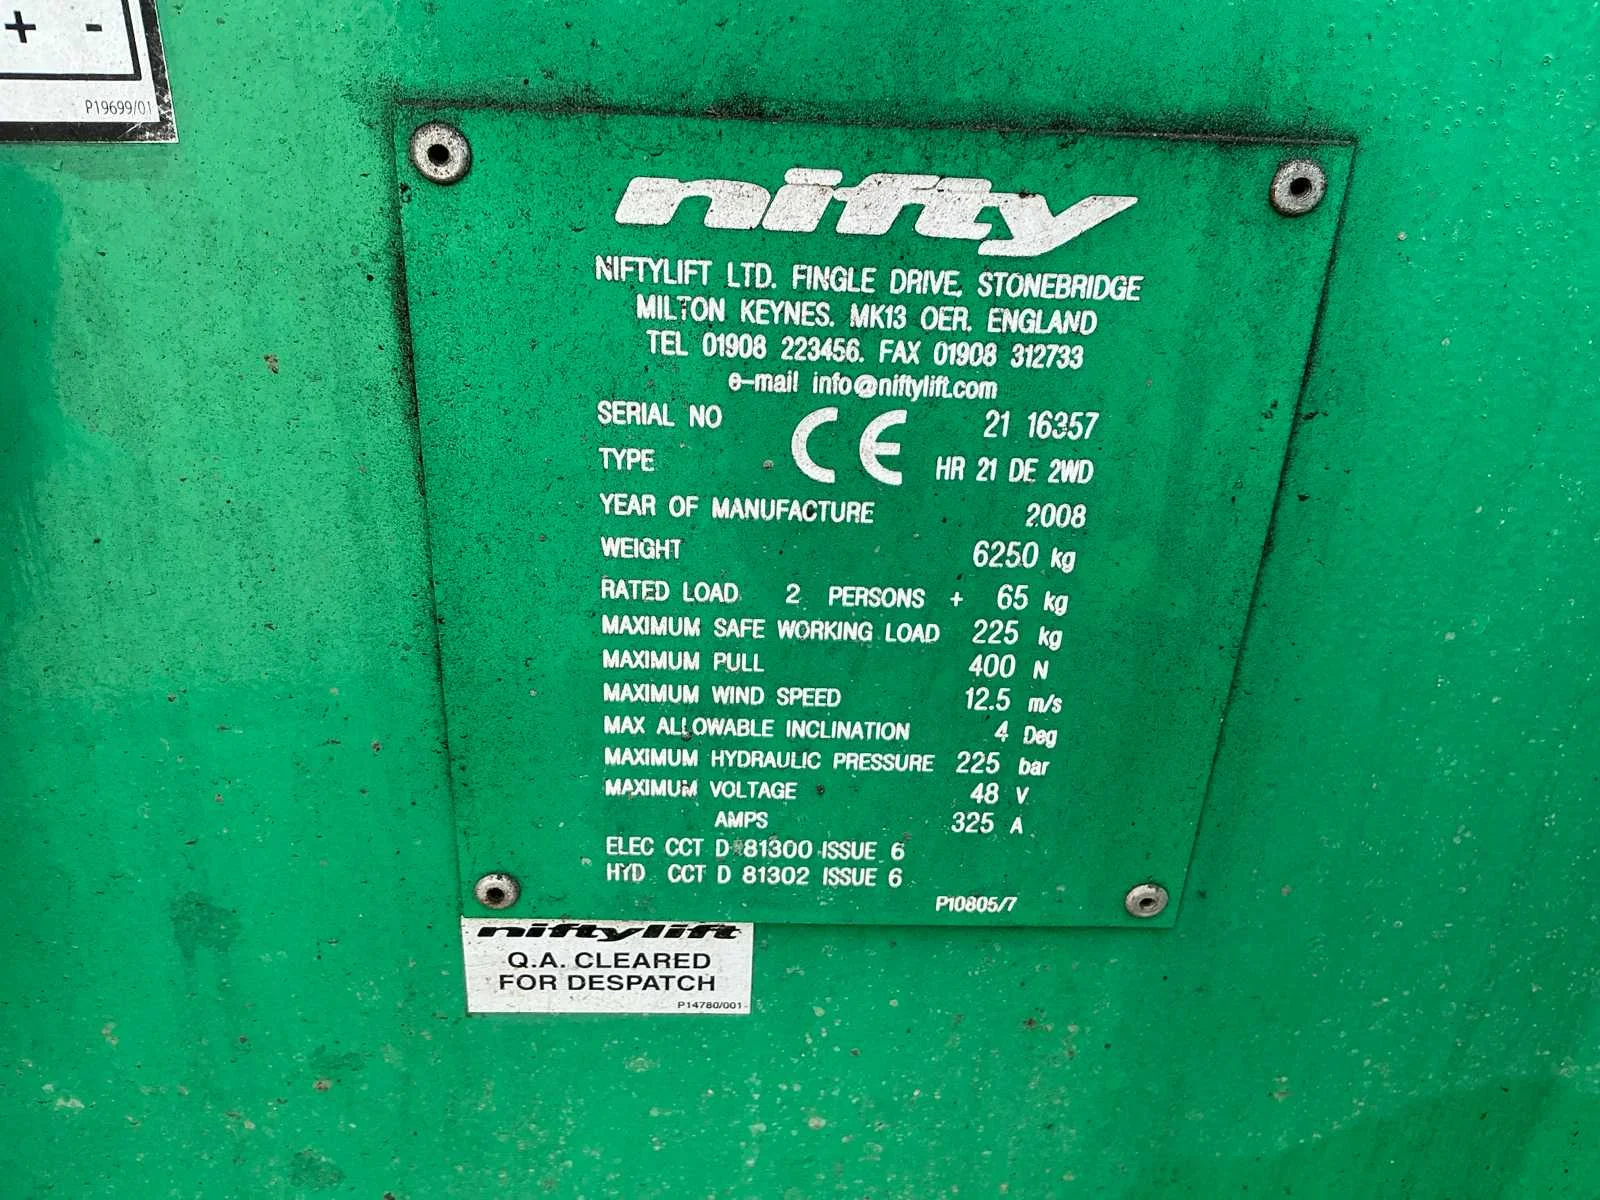 + -
P19699/01
nifty
NIFTYLIFT LTD. FINGLE DRIVE, STONEBRIDGE
MILTON KEYNES. MK13 OER. ENGLAND
TEL 01908 223456. FAX 01908 312733
e-mail info@niftylift.com
SERIAL NO CE 21 16357
TYPE HR 21 DE 2WD
YEAR OF MANUFACTURE 2008
WEIGHT 6250 kg
RATED LOAD 2 PERSONS + 65 kg
MAXIMUM SAFE WORKING LOAD 225 kg
MAXIMUM PULL 400 N
MAXIMUM WIND SPEED 12.5 m/s
MAX ALLOWABLE INCLINATION 4 Deg
MAXIMUM HYDRAULIC PRESSURE 225 bar
MAXIMUM VOLTAGE 48 V
AMPS 325 A
ELEC CCT D 81300 ISSUE 6
HYD CCT D 81302 ISSUE 6
P10805/7
niftylift
Q.A. CLEARED
FOR DESPATCH
P14780/001